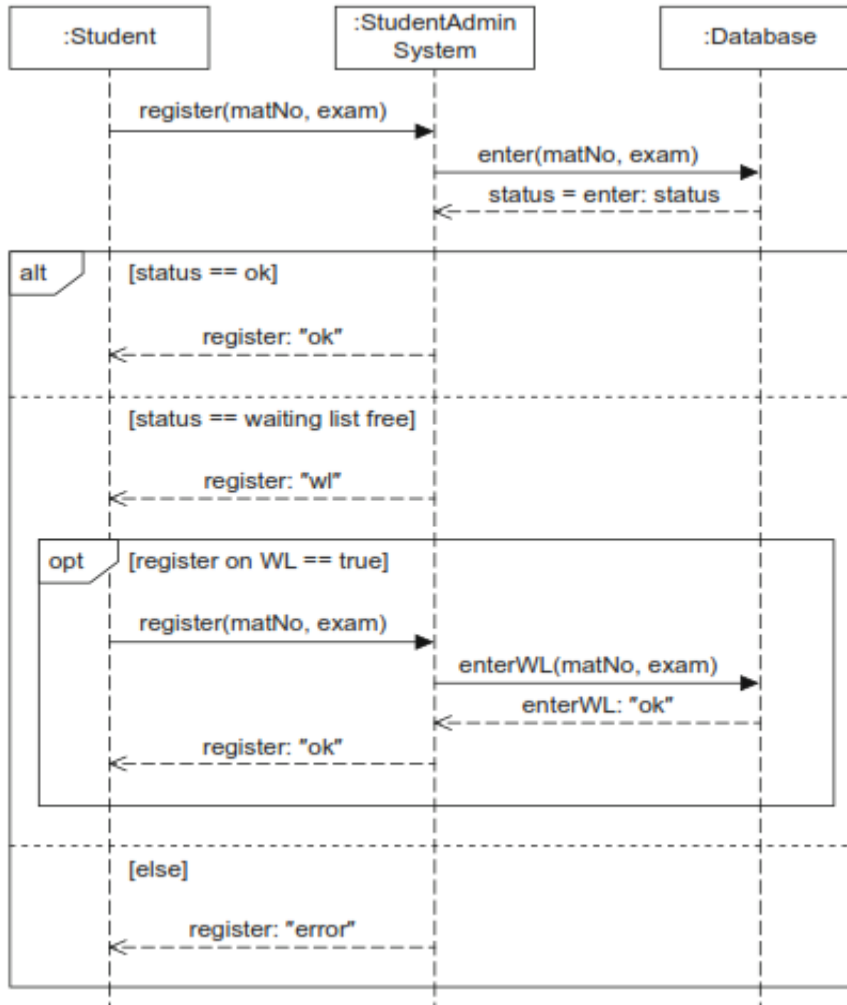 :Student
:StudentAdmin
System
:Database
register(matNo, exam)
enter(matNo, exam)
status = enter: status
alt
[status == ok]
register: "ok"
[status == waiting list free]
register: "wl"
opt
[register on WL == true]
register(matNo, exam)
enterWL(matNo, exam)
enterWL: "ok"
register: "ok"
[else]
register: "error"